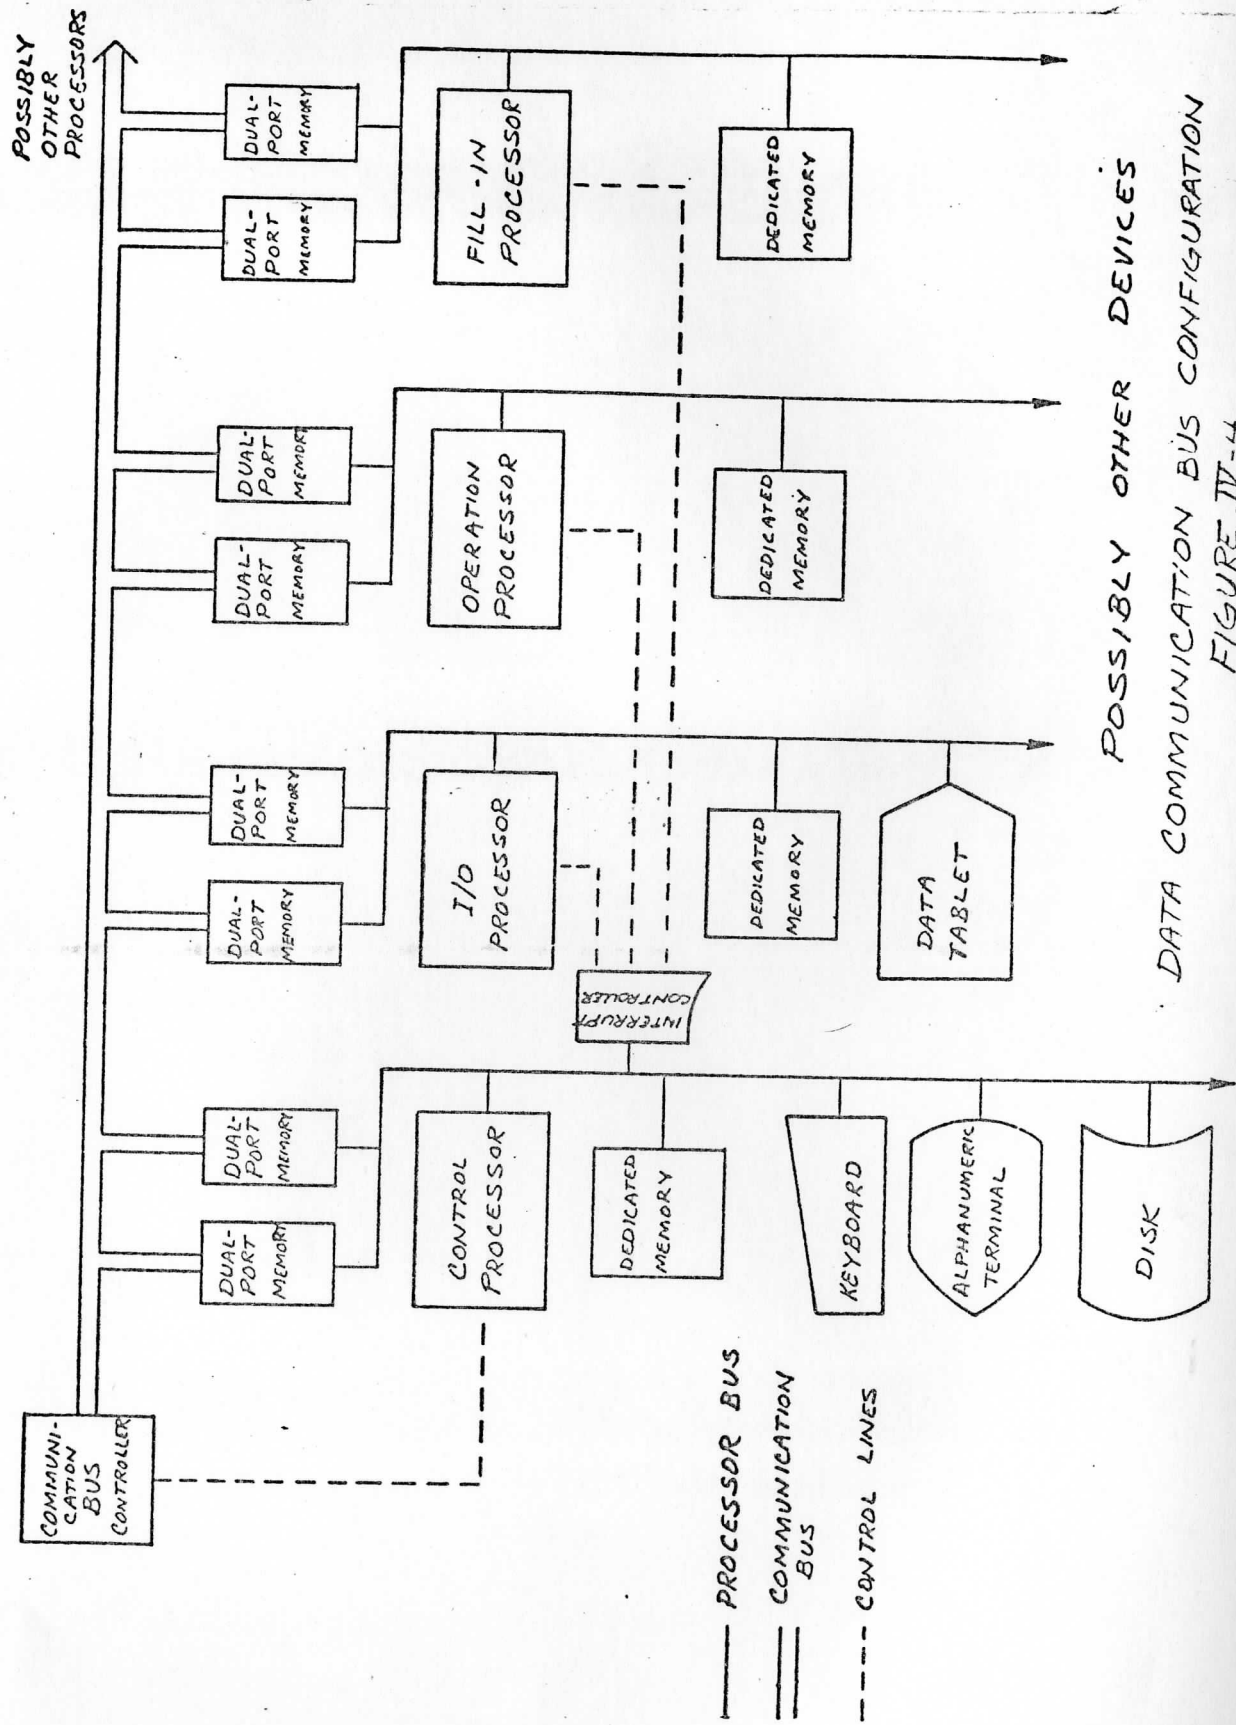 COMMUNI-
CATION
BUS
CONTROLLER
POSSIBLY
OTHER
PROCESSORS
DUAL-
PORT
MEMORY
DUAL-
PORT
MEMORY
DUAL-
PORT
MEMORY
DUAL-
PORT
MEMORY
DUAL-
PORT
MEMORY
DUAL-
PORT
MEMORY
DUAL-
PORT
MEMORY
DUAL-
PORT
MEMORY
CONTROL
PROCESSOR
I/O
PROCESSOR
OPERATION
PROCESSOR
FILL-IN
PROCESSOR
INTERRUPT
CONTROLLER
DEDICATED
MEMORY
DEDICATED
MEMORY
DEDICATED
MEMORY
DEDICATED
MEMORY
KEYBOARD
DATA
TABLET
ALPHANUMERIC
TERMINAL
DISK
PROCESSOR BUS
COMMUNICATION
BUS
CONTROL LINES
POSSIBLY OTHER DEVICES
DATA COMMUNICATION BUS CONFIGURATION
FIGURE IV-4